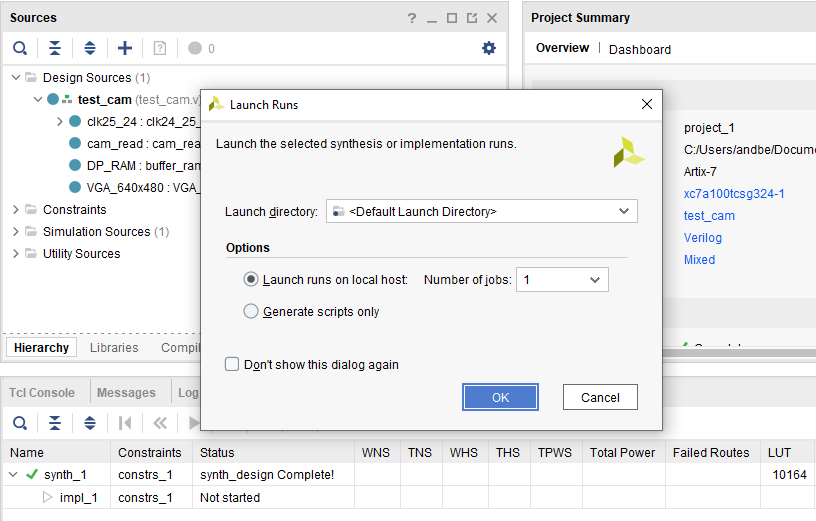 Sources
? _
0
Design Sources (1)
test_cam (test_cam.v)
clk25_24 : clk24_25_
cam_read : cam_rea
DP_RAM : buffer_ram
VGA_640x480 : VGA_
Constraints
Simulation Sources (1)
Utility Sources
Hierarchy Libraries Compil
Project Summary
Overview | Dashboard
project_1
C:/Users/andbe/Docume
Artix-7
xc7a100tcsg324-1
test_cam
Verilog
Mixed
Launch Runs
Launch the selected synthesis or implementation runs.
Launch directory: <Default Launch Directory>
Options
Launch runs on local host: Number of jobs: 1
Generate scripts only
Don't show this dialog again
OK Cancel
Tcl Console Messages Log
Name Constraints Status WNS TNS WHS THS TPWS Total Power Failed Routes LUT
synth_1 constrs_1 synth_design Complete! 10164
impl_1 constrs_1 Not started